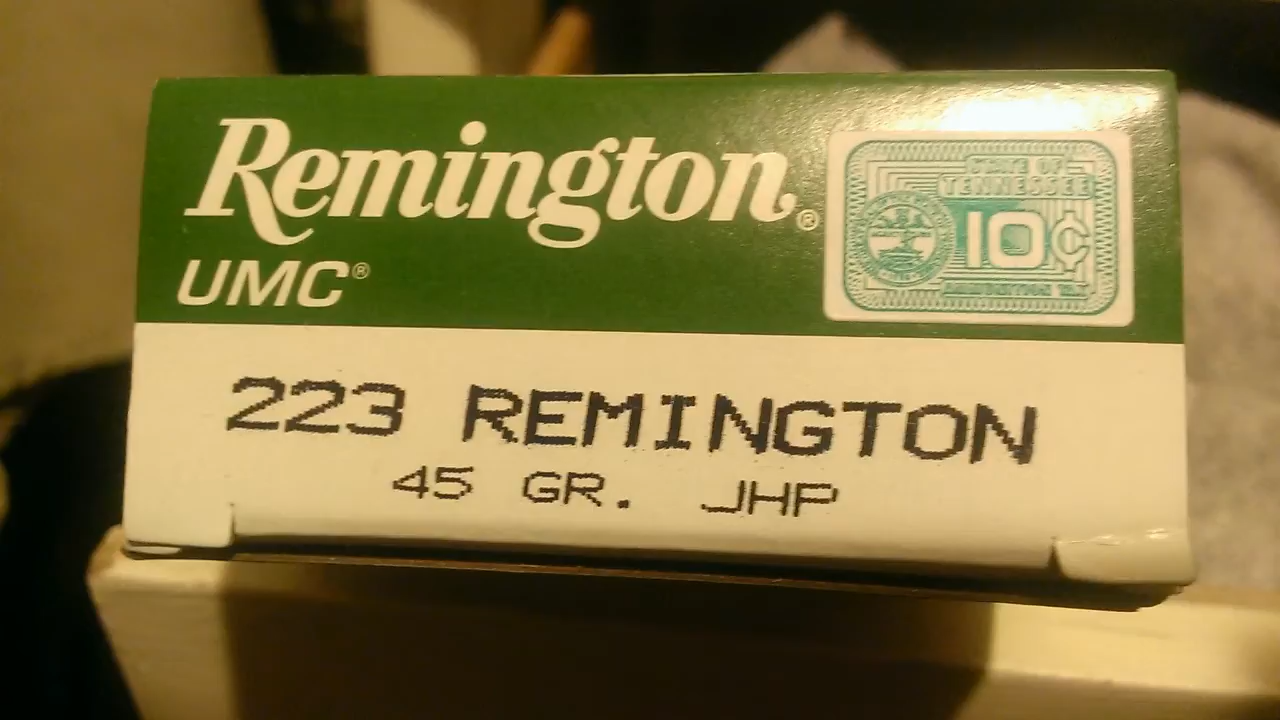 Remington®
UMC®
STATE OF
TENNESSEE
10¢
223 REMINGTON
45 GR. JHP